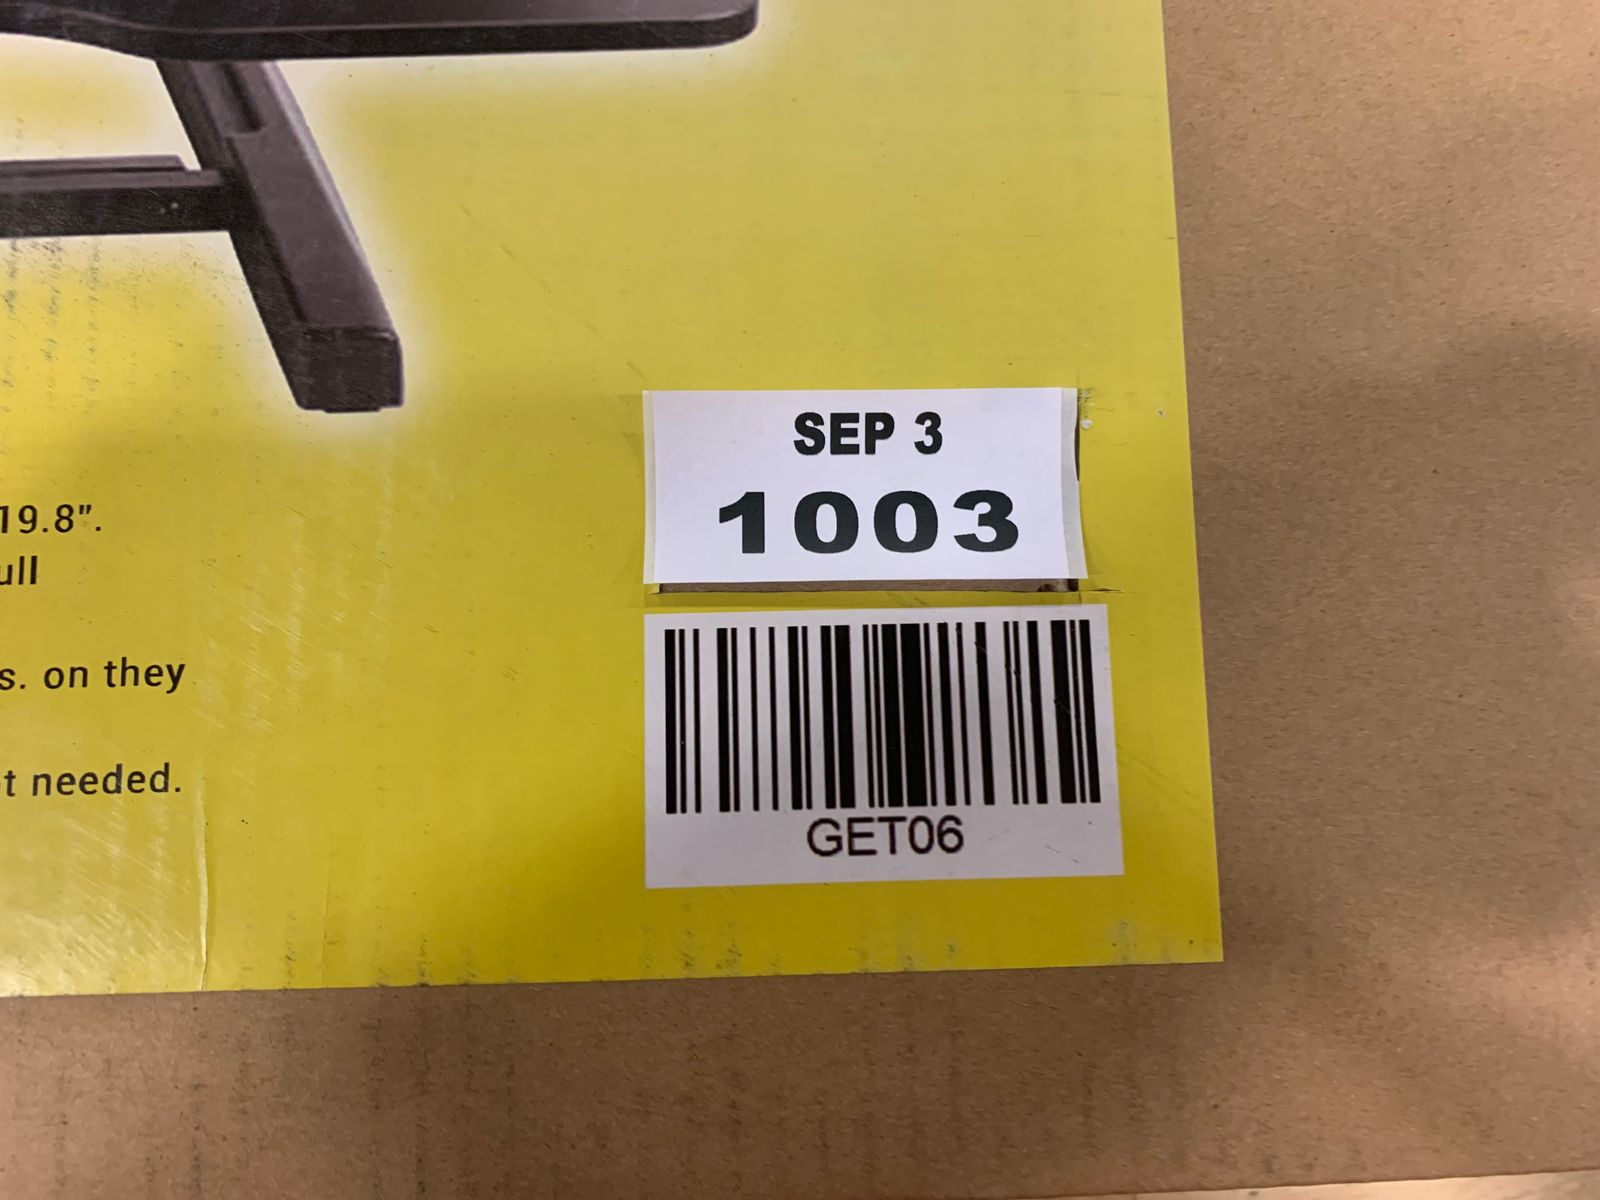 19.8".
ull
s. on they
t needed.
SEP 3
1003
GET06